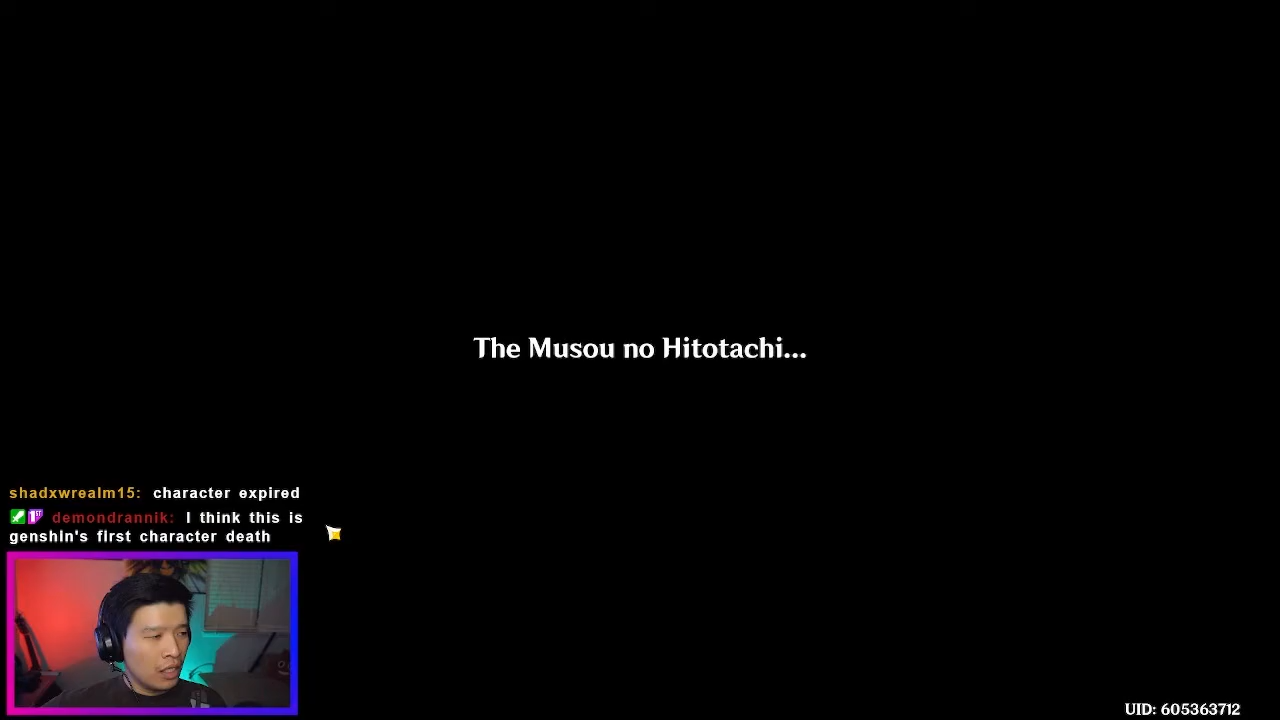 The Musou no Hitotachi...
shadxwrealm15: character expired
demondrannik: I think this is
genshin's first character death
UID: 605363712